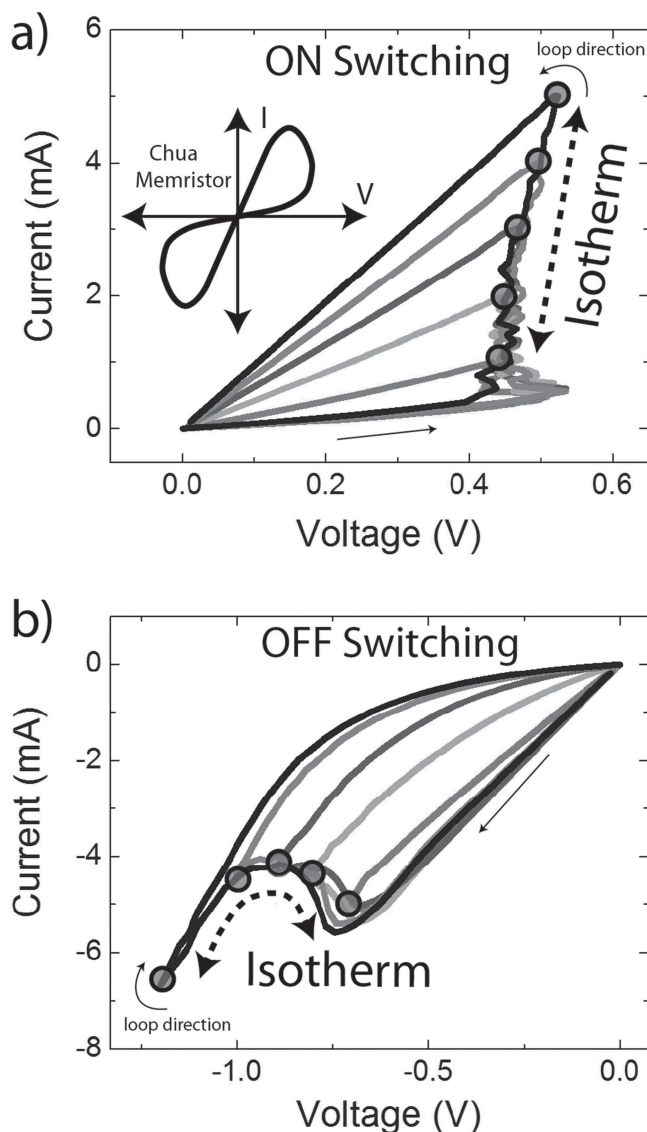 a)
ON Switching
loop direction
I
Chua
Memristor
V
Isotherm
6
4
2
0
Current (mA)
0.0
0.2
0.4
0.6
Voltage (V)
b)
OFF Switching
0
-2
-4
-6
-8
Current (mA)
Isotherm
loop direction
-1.0
-0.5
0.0
Voltage (V)